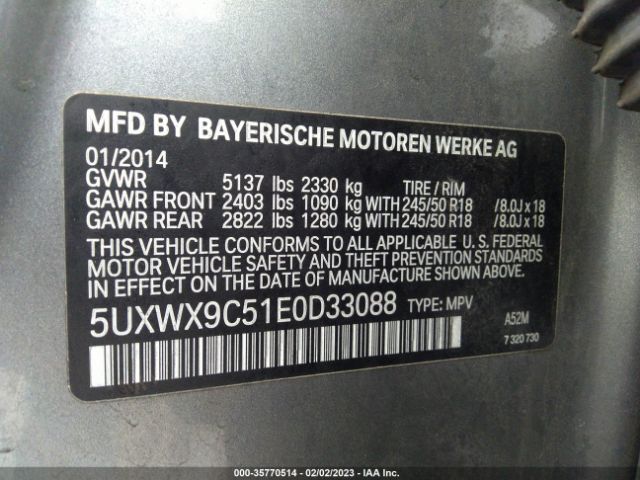 MFD BY BAYERISCHE MOTOREN WERKE AG
01/2014
GVWR 5137 lbs 2330 kg TIRE / RIM
GAWR FRONT 2403 lbs 1090 kg WITH 245/50 R18 /8.0J x 18
GAWR REAR 2822 lbs 1280 kg WITH 245/50 R18 /8.0J x 18
THIS VEHICLE CONFORMS TO ALL APPLICABLE U. S. FEDERAL
MOTOR VEHICLE SAFETY AND THEFT PREVENTION STANDARDS
IN EFFECT ON THE DATE OF MANUFACTURE SHOWN ABOVE.
5UXWX9C51E0D33088 TYPE: MPV
A52M
7 320 730
000-35770514 - 02/02/2023 - IAA Inc.